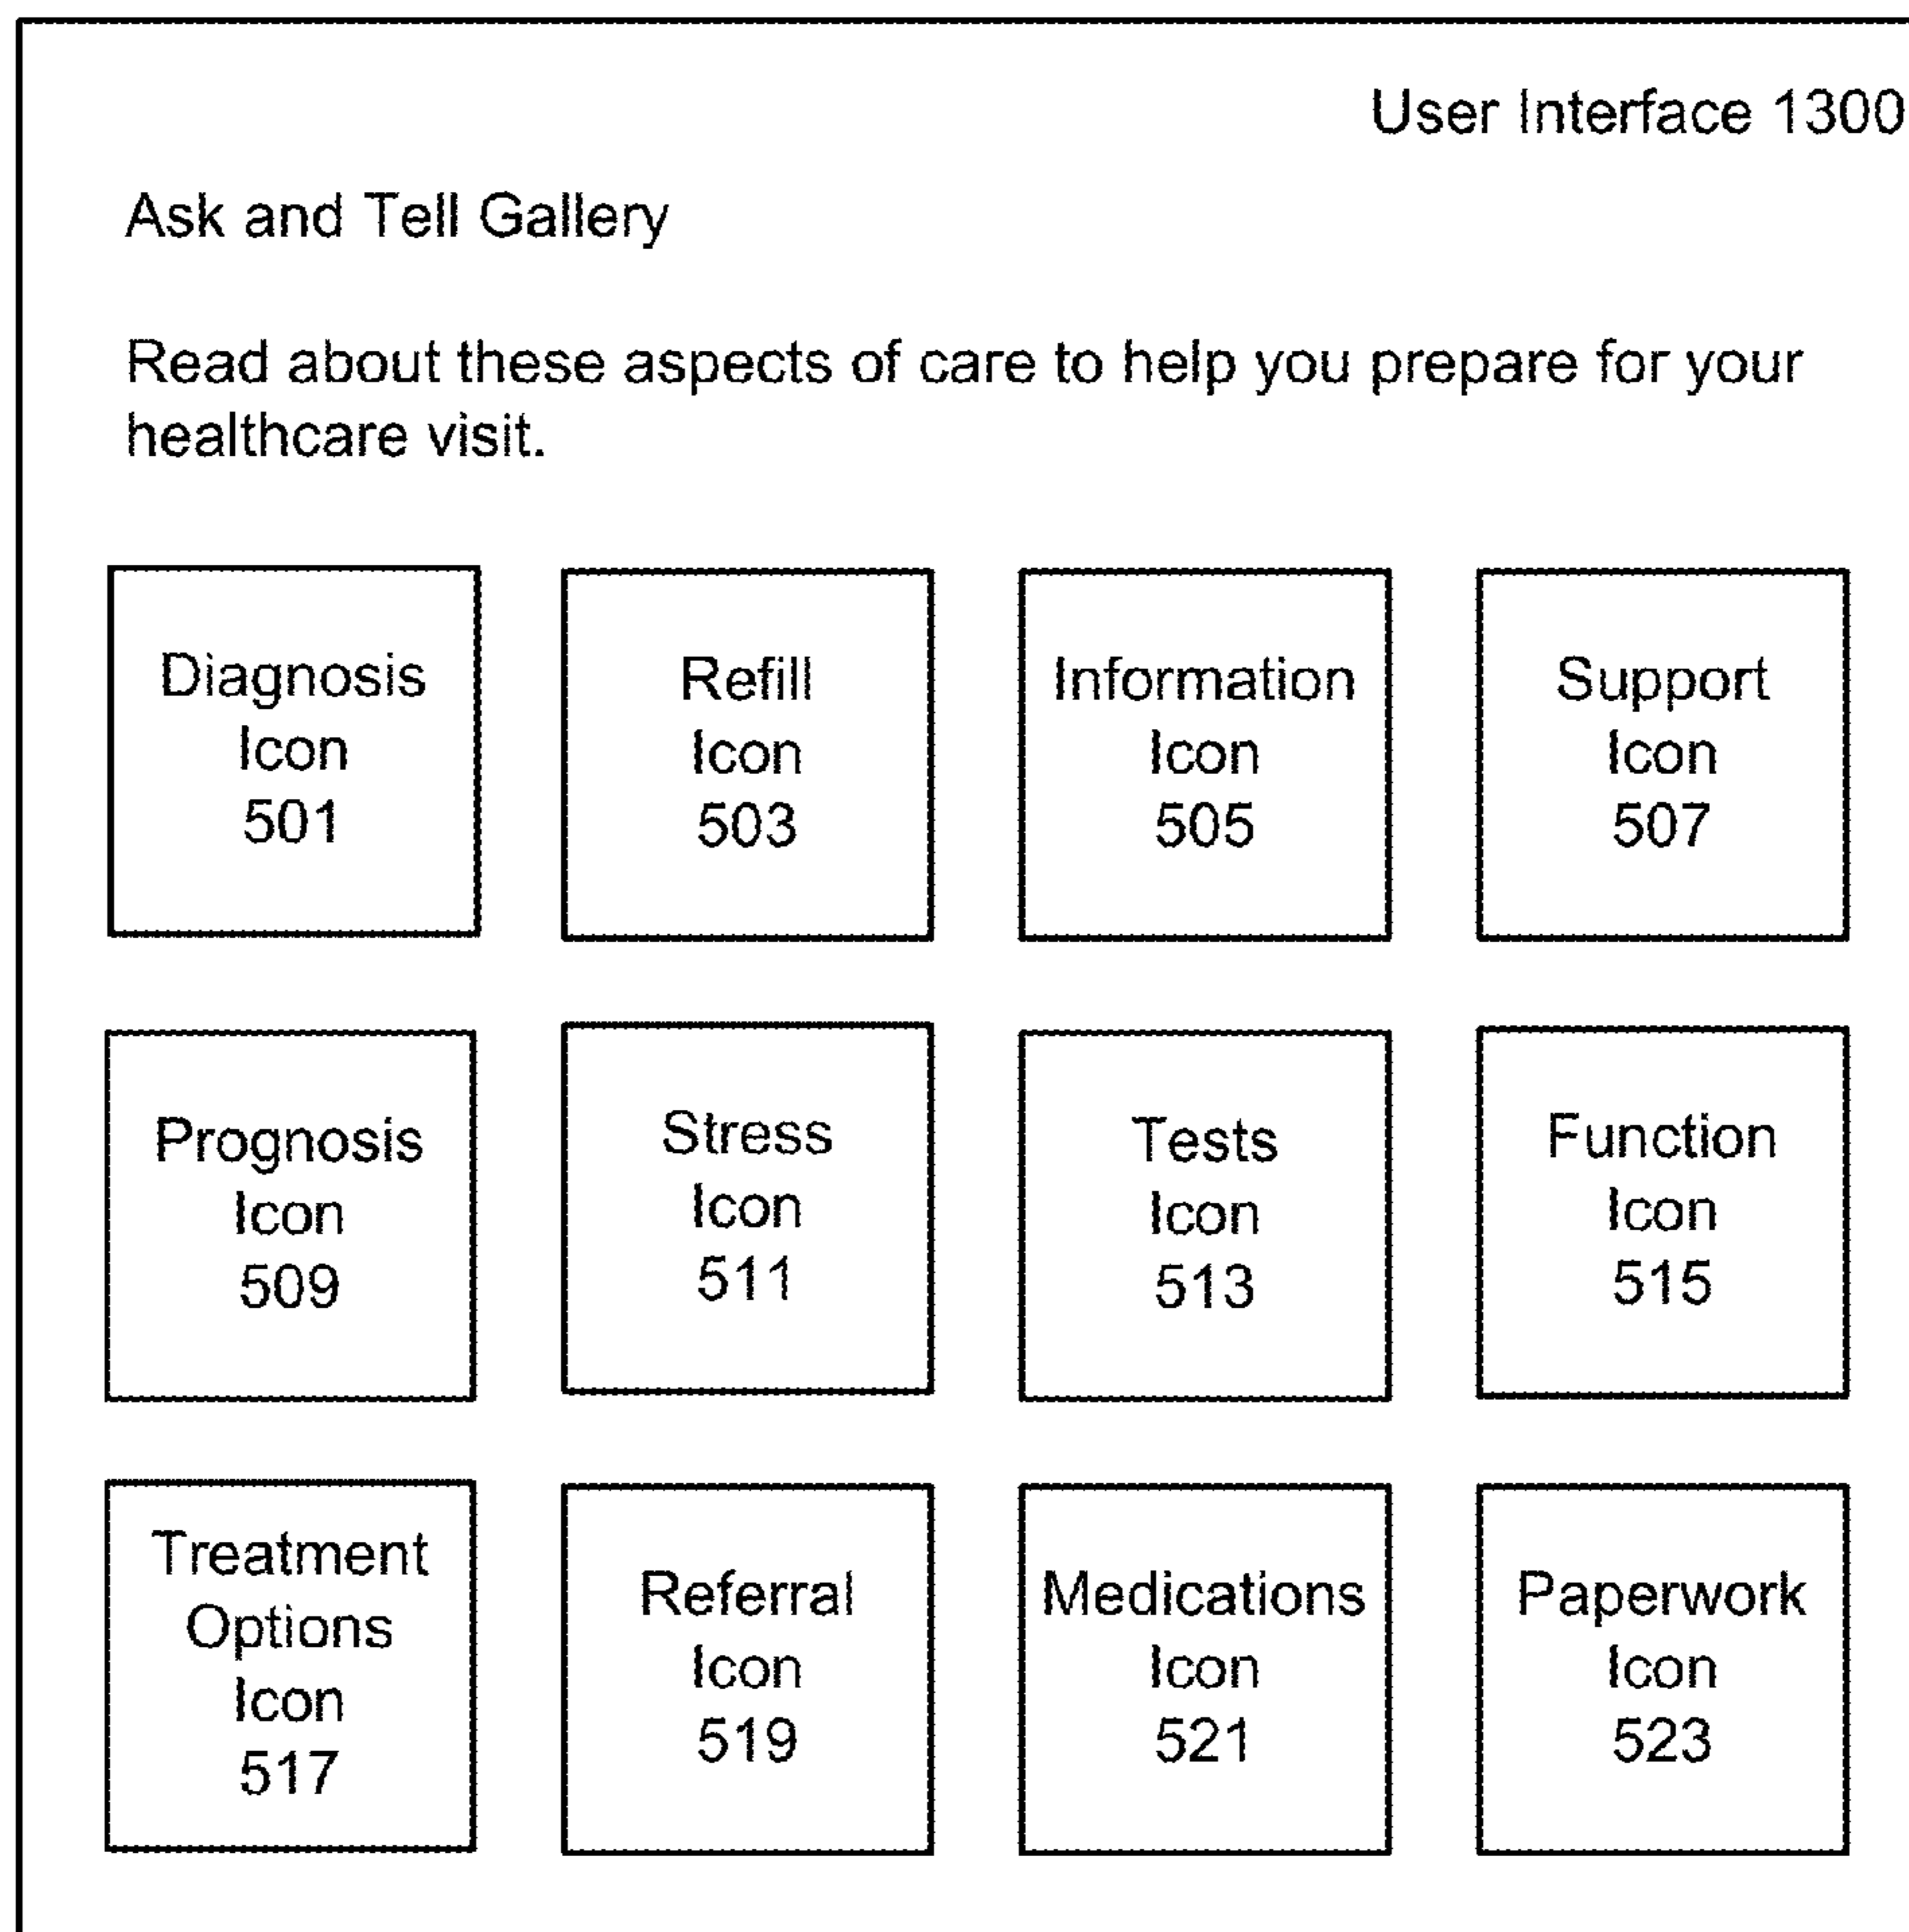 User Interface 1300
Ask and Tell Gallery
Read about these aspects of care to help you prepare for your
healthcare visit.
Diagnosis
Icon
501
Refill
Icon
503
Information
Icon
505
Support
Icon
507
Prognosis
Icon
509
Stress
Icon
511
Tests
Icon
513
Function
Icon
515
Treatment
Options
Icon
517
Referral
Icon
519
Medications
Icon
521
Paperwork
Icon
523